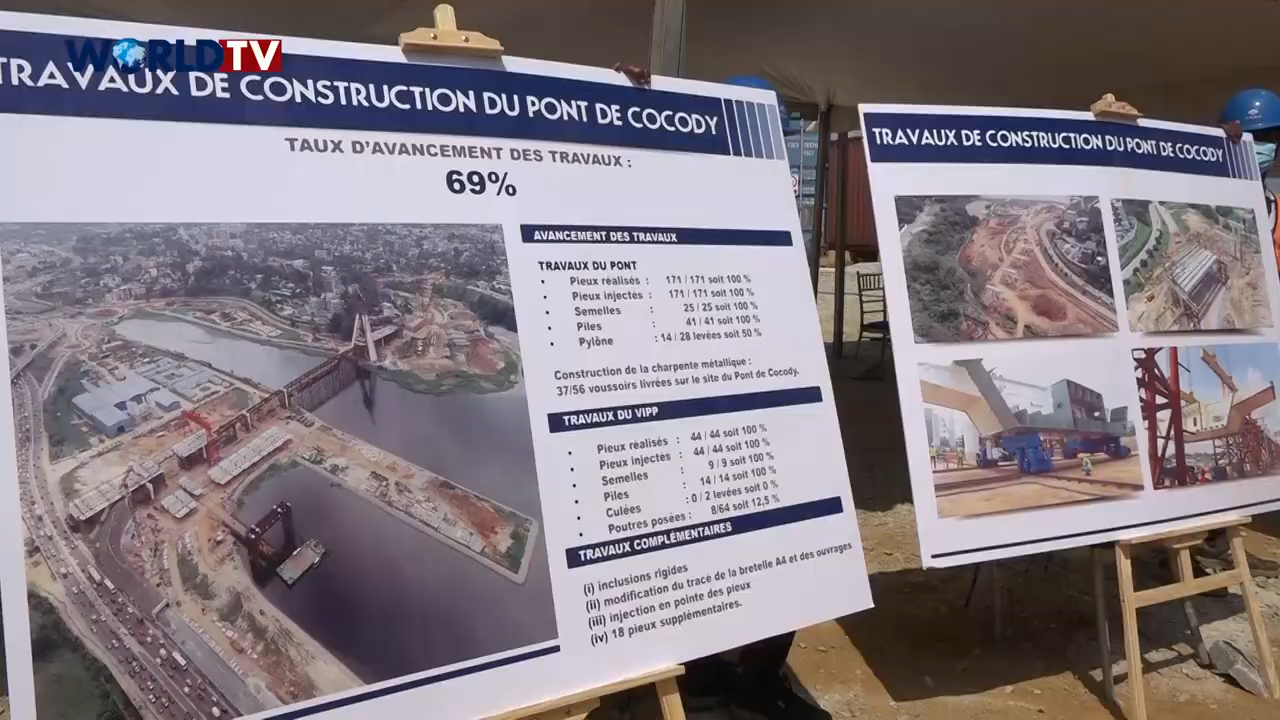 WORLDTV
TRAVAUX DE CONSTRUCTION DU PONT DE COCODY
TAUX D'AVANCEMENT DES TRAVAUX :
69%
AVANCEMENT DES TRAVAUX
TRAVAUX DU PONT
• Pieux réalisés : 171 / 171 soit 100 %
• Pieux injectés : 171 / 171 soit 100 %
• Semelles : 25 / 25 soit 100 %
• Piles : 41 / 41 soit 100 %
• Pylône : 14 / 28 levées soit 50 %
Construction de la charpente métallique :
37/56 voussoirs livrées sur le site du Pont de Cocody.
TRAVAUX DU VIPP
• Pieux réalisés : 44 / 44 soit 100 %
• Pieux injectés : 44 / 44 soit 100 %
• Semelles : 9 / 9 soit 100 %
• Piles : 14 / 14 soit 100 %
• Culées : 0 / 2 levées soit 0 %
• Poutres posées : 8/64 soit 12,5 %
TRAVAUX COMPLÉMENTAIRES
(i) inclusions rigides
(ii) modification du tracé de la bretelle A4 et des ouvrages
(iii) injection en pointe des pieux
(iv) 18 pieux supplémentaires.
TRAVAUX DE CONSTRUCTION DU PONT DE COCODY